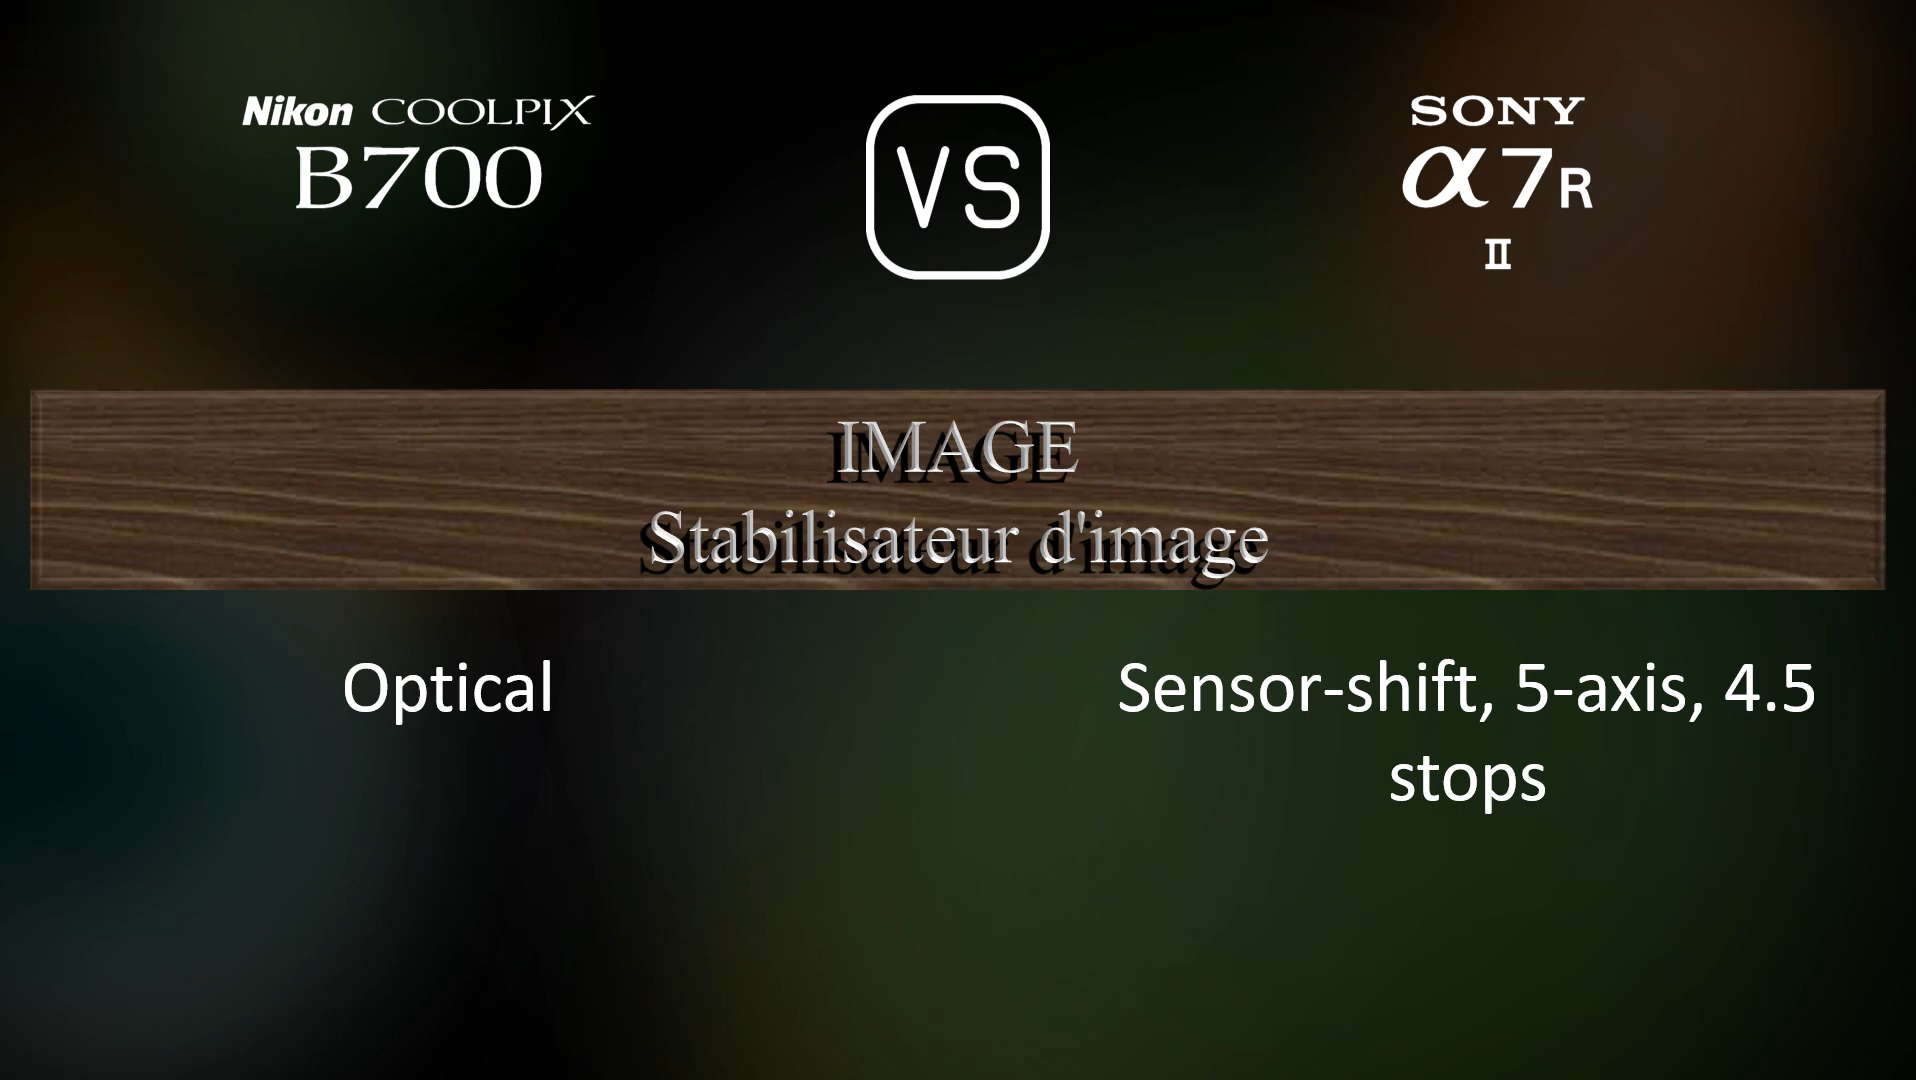 Nikon COOLPIX
B700
VS
SONY
α7R
II
IMAGE
Stabilisateur d'image
Optical
Sensor-shift, 5-axis, 4.5
stops